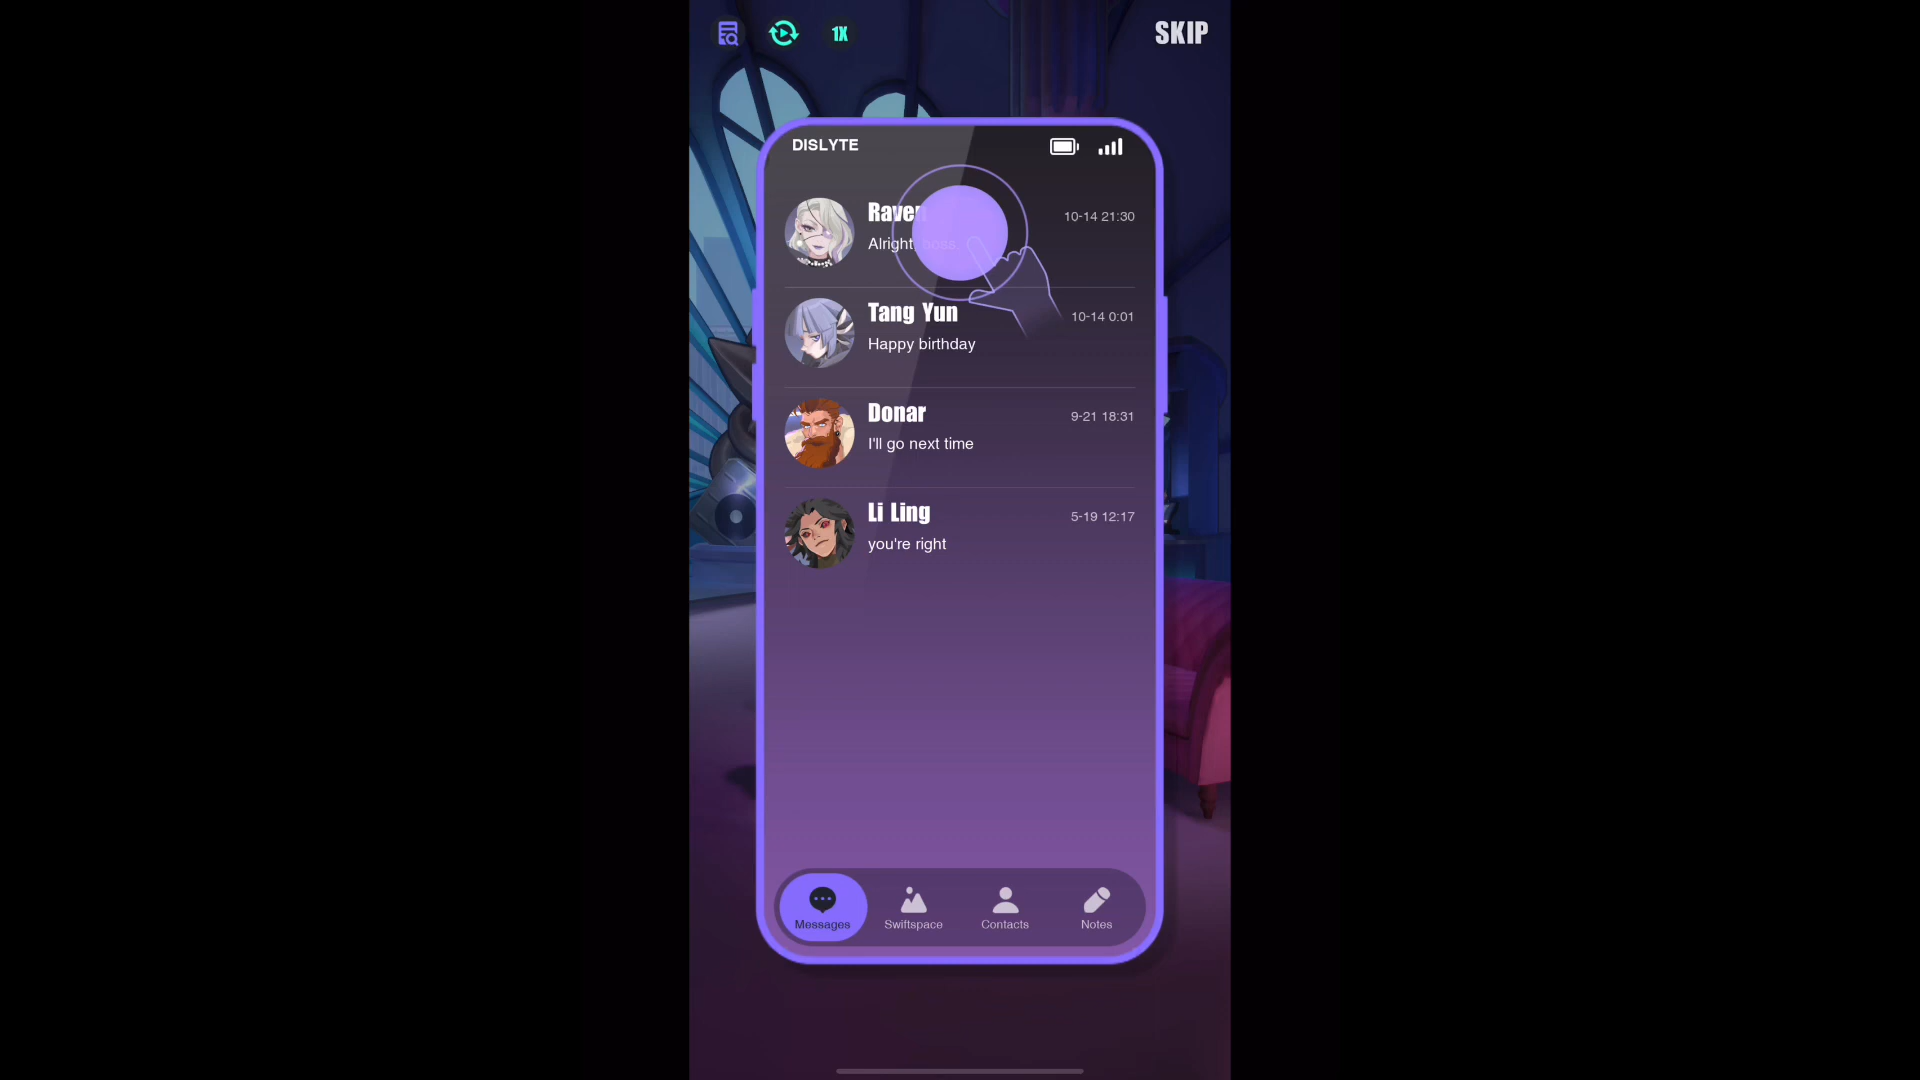 1X
SKIP
DISLYTE
Raven
10-14 21:30
Alright, boss.
Tang Yun
10-14 0:01
Happy birthday
Donar
9-21 18:31
I'll go next time
Li Ling
5-19 12:17
you're right
Messages
Swiftspace
Contacts
Notes